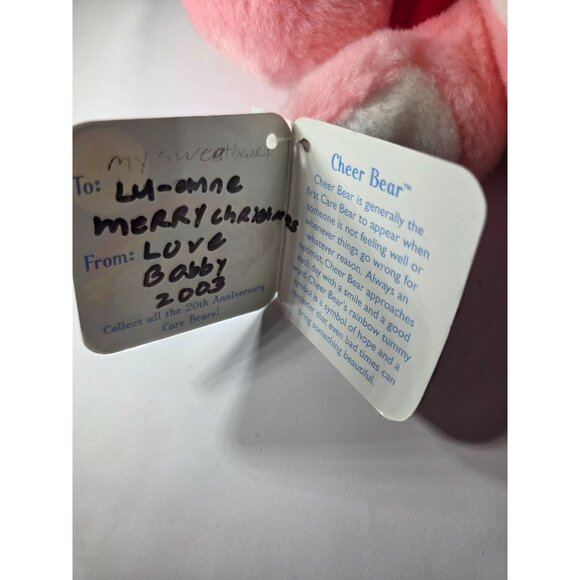 my sweatheart
To: Lu-anne
MERRY christmas
From: LOVE
Bobby
2003
Collect all the 20th Anniversary
Care Bears!
Cheer Bear™
Cheer Bear is generally the
first Care Bear to appear when
someone is not feeling well or
whenever things go wrong for
whatever reason. Always an
optimist, Cheer Bear approaches
each day with a smile and a good
word. Cheer Bear's rainbow tummy
symbol is a symbol of hope and a
reminder that even bad times can
bring something beautiful.